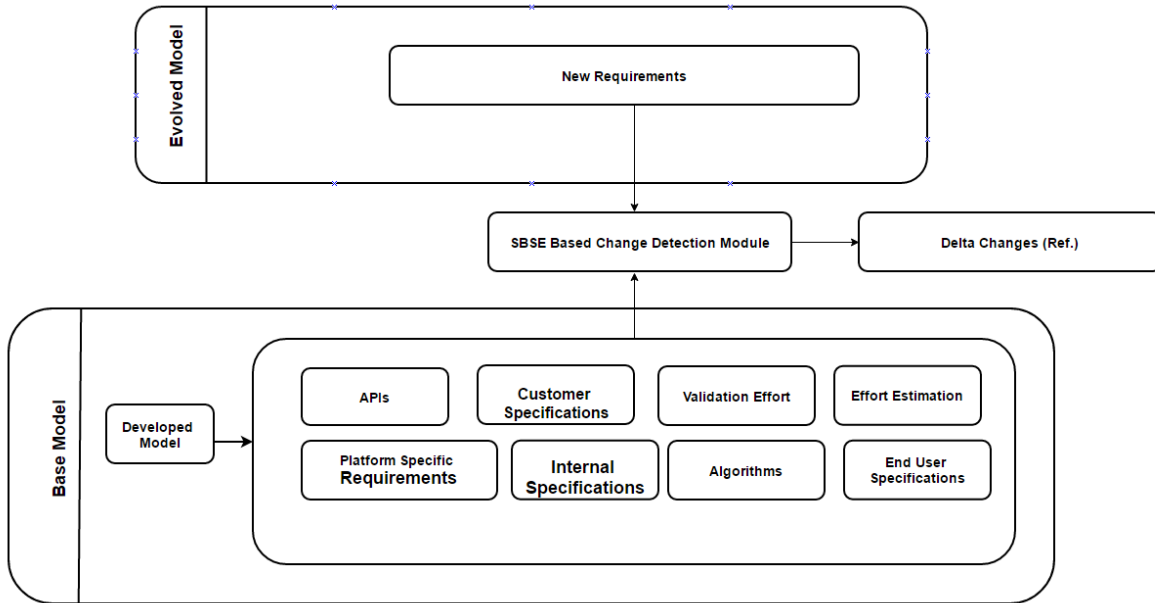 Evolved Model
New Requirements
SBSE Based Change Detection Module
Delta Changes (Ref.)
Base Model
Developed
Model
APIs
Customer
Specifications
Validation Effort
Effort Estimation
Platform Specific
Requirements
Internal
Specifications
Algorithms
End User
Specifications